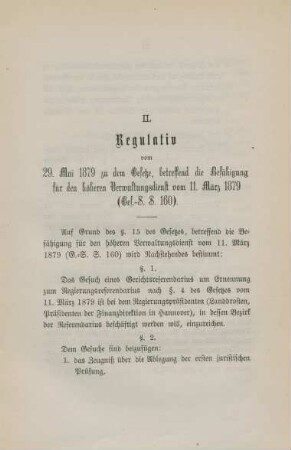 II.
Regulativ
vom
29. Mai 1879 zu dem Gesetze, betreffend die Befähigung
für den höheren Verwaltungsdienst vom 11. März 1879
(Ges.-S. S. 160).
Auf Grund des §. 13 des Gesetzes, betreffend die Be-
fähigung für den höheren Verwaltungsdienst vom 11. März
1879 (G.-S. S. 160) wird Nachstehendes bestimmt:
§. 1.
Das Gesuch eines Gerichtsreferendarius um Ernennung
zum Regierungsreferendarius nach §. 4 des Gesetzes vom
11. März 1879 ist bei dem Regierungspräsidenten (Landdrosten,
Präsidenten der Finanzdirektion in Hannover), in dessen Bezirk
der Referendarius beschäftigt werden will, einzureichen.
§. 2.
Dem Gesuche sind beizufügen:
1. das Zeugniß über die Ablegung der ersten juristischen
Prüfung,